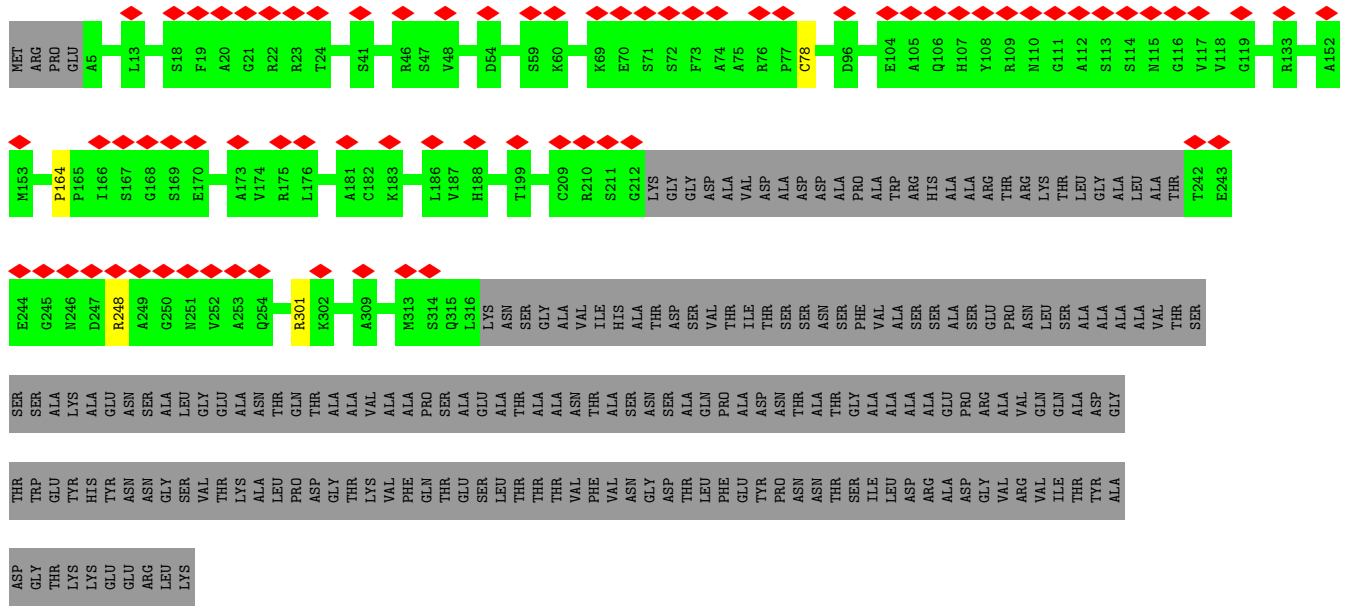 MET ARG PRO GLU A5 L13 S18 F19 A20 G21 R22 R23 T24 S41 R46 S47 V48 D54 S59 K60 K69 E70 S71 S72 F73 A74 A75 R76 P77 C78 D96 E104 A105 Q106 H107 Y108 R109 N110 G111 A112 S113 S114 N115 G116 V117 V118 G119 R133 A152
M153 P164 P165 I166 S167 G168 S169 E170 A173 V174 R175 L176 A181 C182 K183 L186 V187 H188 T199 C209 R210 S211 G212 LYS GLY GLY ASP ALA VAL ASP ALA ASP ASP ALA PRO ALA TRP ARG HIS ALA ALA ARG THR ARG LYS THR LEU GLY ALA LEU ALA THR T242 E243
E244 G245 N246 D247 R248 A249 G250 N251 V252 A253 Q254 R301 K302 A309 M313 S314 Q315 L316 LYS ASN SER GLY ALA VAL ILE HIS ALA THR ASP SER VAL THR ILE THR SER SER ASN SER PHE VAL ALA SER SER ALA SER GLU PRO ASN LEU SER ALA ALA ALA ALA VAL THR SER
SER SER ALA LYS ALA GLU ASN SER ALA LEU GLY GLU ALA ASN THR GLN THR ALA ALA VAL ALA ALA PRO SER ALA GLU ALA THR ALA ALA ASN THR ALA SER ASN SER ALA GLN PRO ALA ASP ASN THR ALA THR GLY ALA ALA ALA ALA GLU PRO ARG ALA VAL GLN GLN ALA ASP GLY
THR TRP GLU TYR HIS TYR ASN ASN GLY SER VAL THR LYS ALA LEU PRO ASP GLY THR LYS VAL PHE GLN THR GLU SER LEU THR THR THR VAL PHE VAL ASN GLY ASP THR LEU PHE GLU TYR PRO ASN ASN THR SER ILE LEU ASP ARG ALA ASP GLY VAL ARG VAL ILE THR TYR ALA
ASP GLY THR LYS LYS GLU GLU ARG LEU LYS